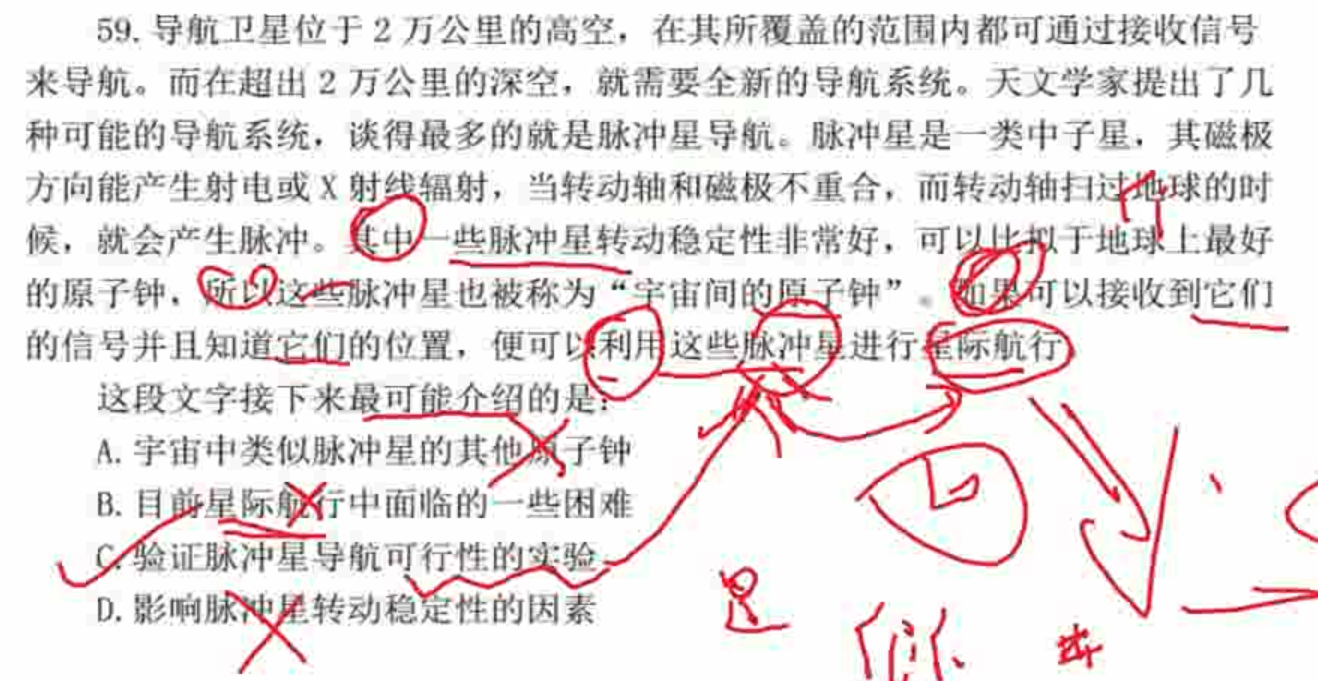 59. 导航卫星位于 2 万公里的高空，在其所覆盖的范围内都可通过接收信号
来导航。而在超出 2 万公里的深空，就需要全新的导航系统。天文学家提出了几
种可能的导航系统，谈得最多的就是脉冲星导航。脉冲星是一类中子星，其磁极
方向能产生射电或 X 射线辐射，当转动轴和磁极不重合，而转动轴扫过地球的时
候，就会产生脉冲。其中一些脉冲星转动稳定性非常好，可以比拟于地球上最好
的原子钟，所以这些脉冲星也被称为“宇宙间的原子钟”。如果可以接收到它们
的信号并且知道它们的位置，便可以利用这些脉冲星进行星际航行
这段文字接下来最可能介绍的是：
A. 宇宙中类似脉冲星的其他原子钟
B. 目前星际航行中面临的一些困难
C. 验证脉冲星导航可行性的实验
D. 影响脉冲星转动稳定性的因素